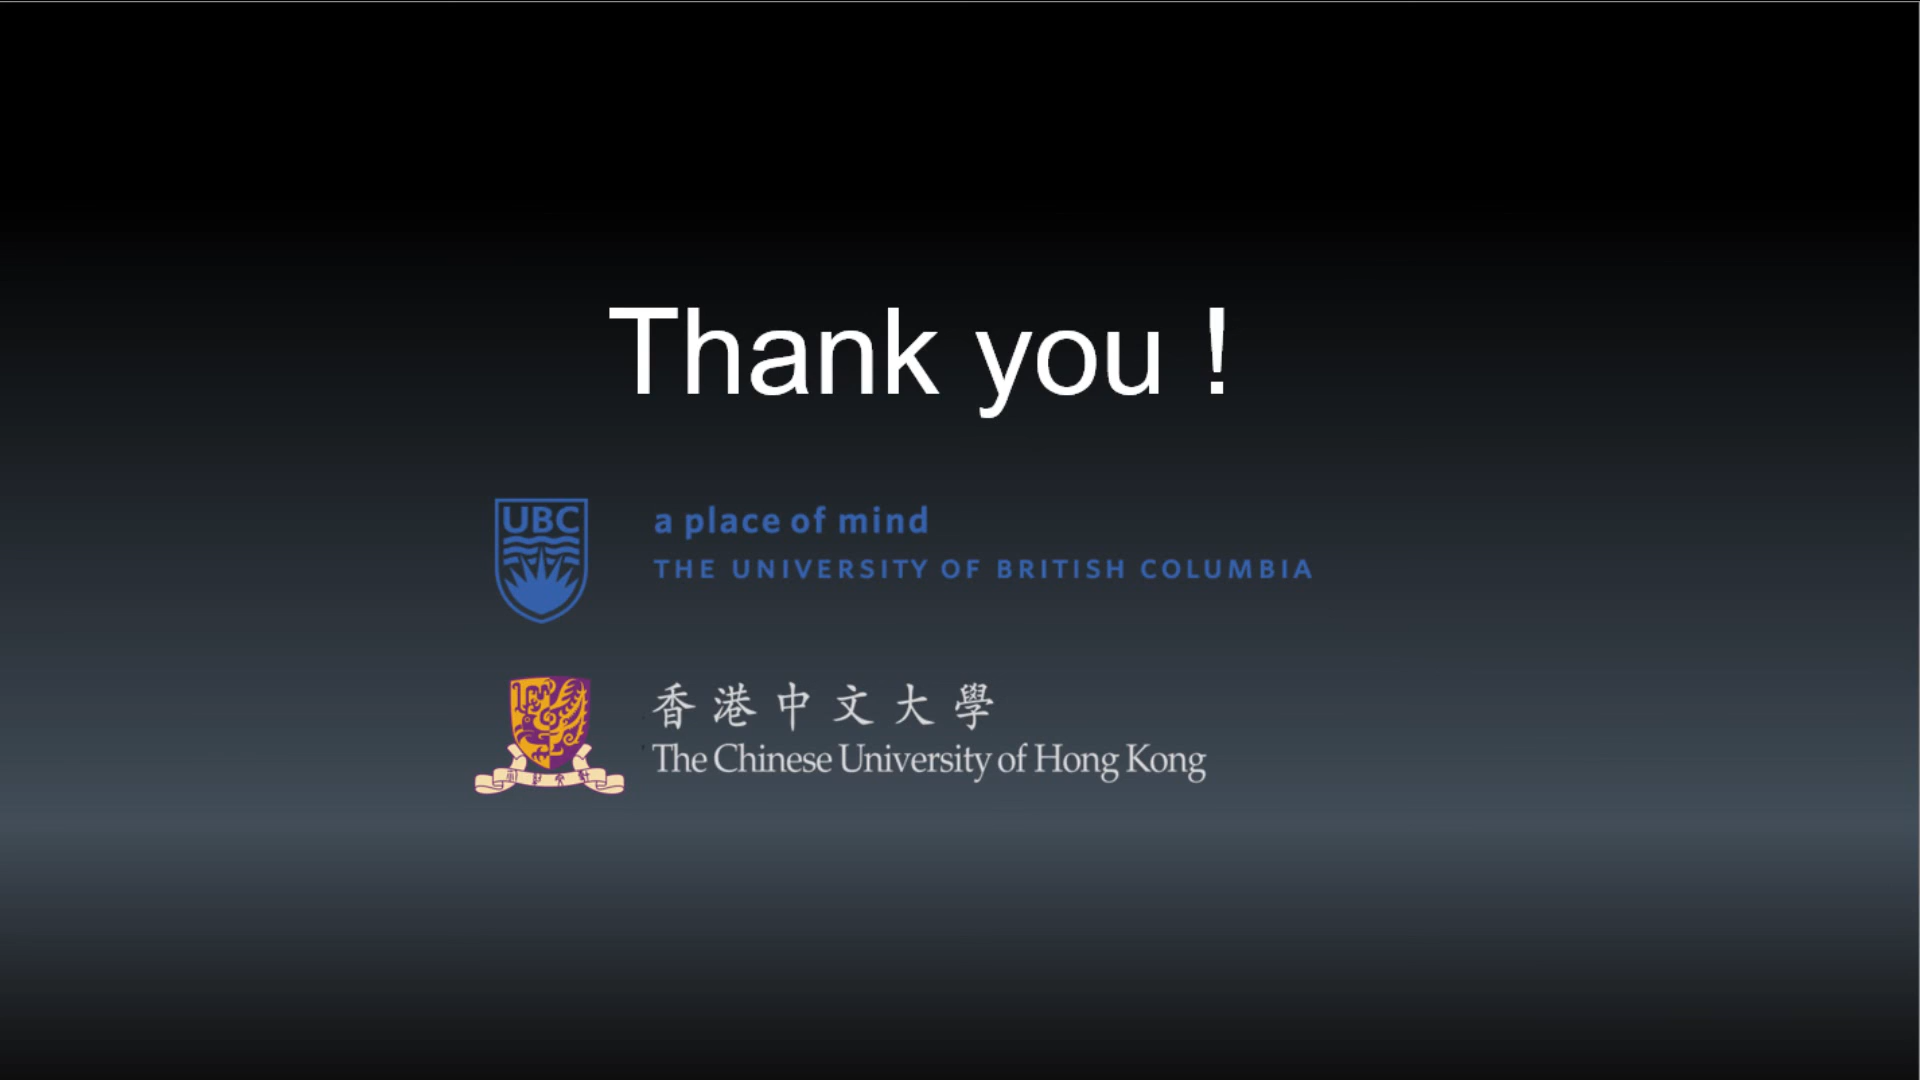 Thank you !
UBC
a place of mind
THE UNIVERSITY OF BRITISH COLUMBIA
香港中文大學
The Chinese University of Hong Kong